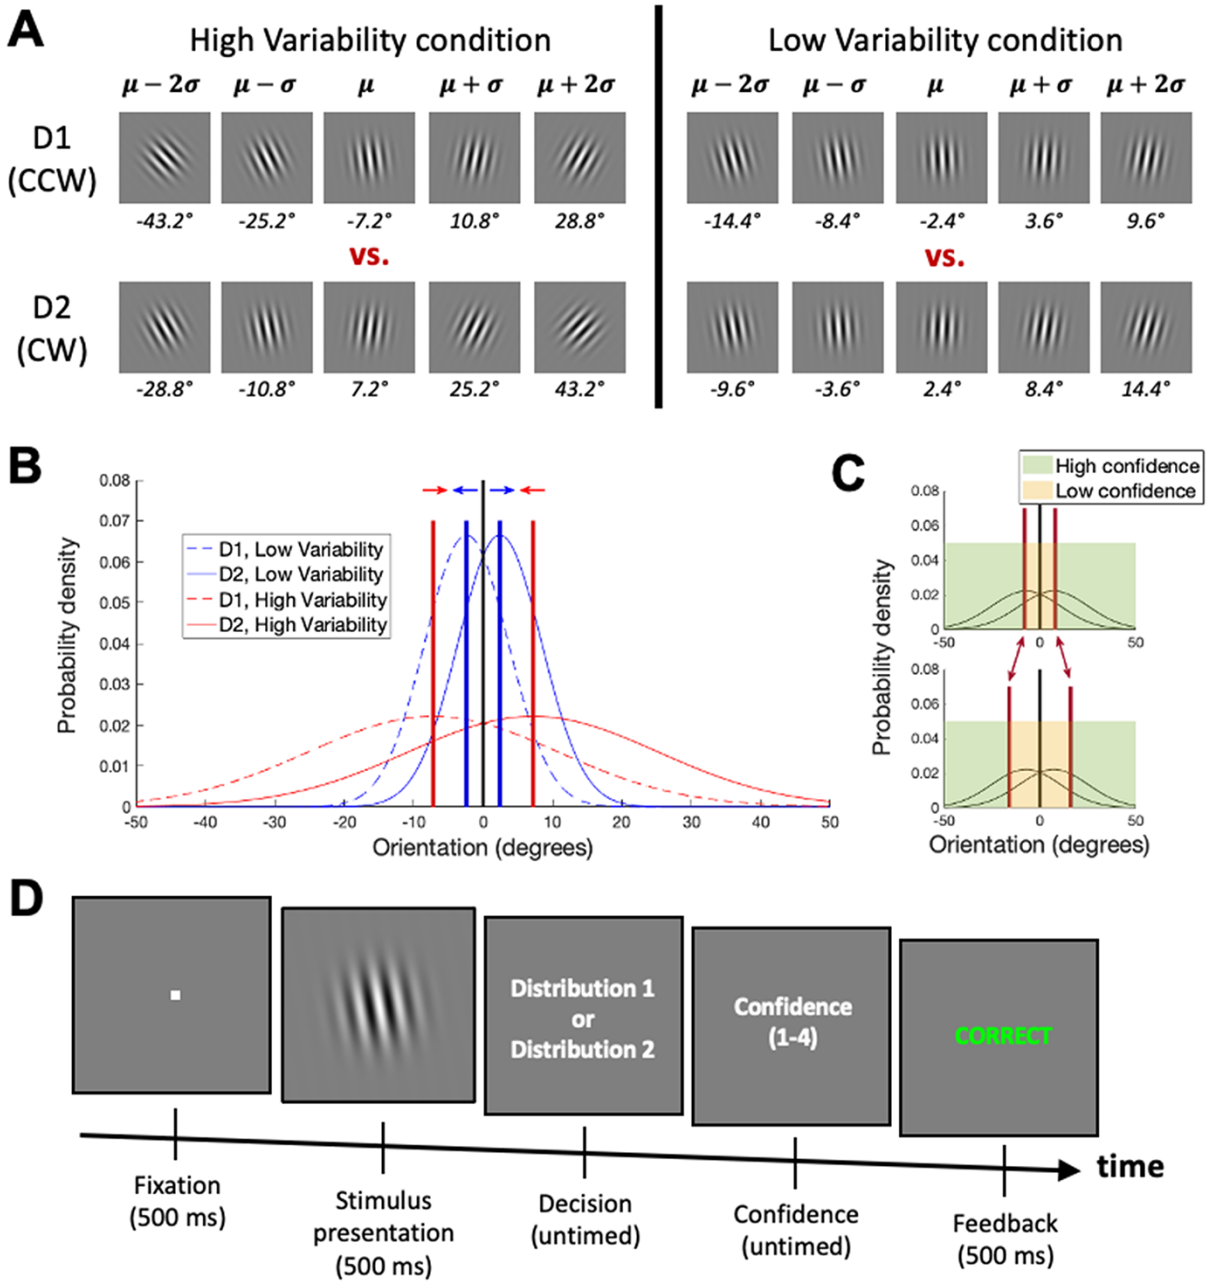 A
High Variability condition
Low Variability condition
μ − 2σ μ − σ μ μ + σ μ + 2σ
μ − 2σ μ − σ μ μ + σ μ + 2σ
D1
(CCW)
-43.2° -25.2° -7.2° 10.8° 28.8°
-14.4° -8.4° -2.4° 3.6° 9.6°
vs.
vs.
D2
(CW)
-28.8° -10.8° 7.2° 25.2° 43.2°
-9.6° -3.6° 2.4° 8.4° 14.4°
B
Probability density
0.08
0.07
0.06
0.05
0.04
0.03
0.02
0.01
0
D1, Low Variability
D2, Low Variability
D1, High Variability
D2, High Variability
-50 -40 -30 -20 -10 0 10 20 30 40 50
Orientation (degrees)
C
High confidence
Low confidence
Probability density
0.08
0.06
0.04
0.02
0
-50 0 50
0.08
0.06
0.04
0.02
0
-50 0 50
Orientation (degrees)
D
Distribution 1
or
Distribution 2
Confidence
(1-4)
CORRECT
time
Fixation
(500 ms)
Stimulus
presentation
(500 ms)
Decision
(untimed)
Confidence
(untimed)
Feedback
(500 ms)